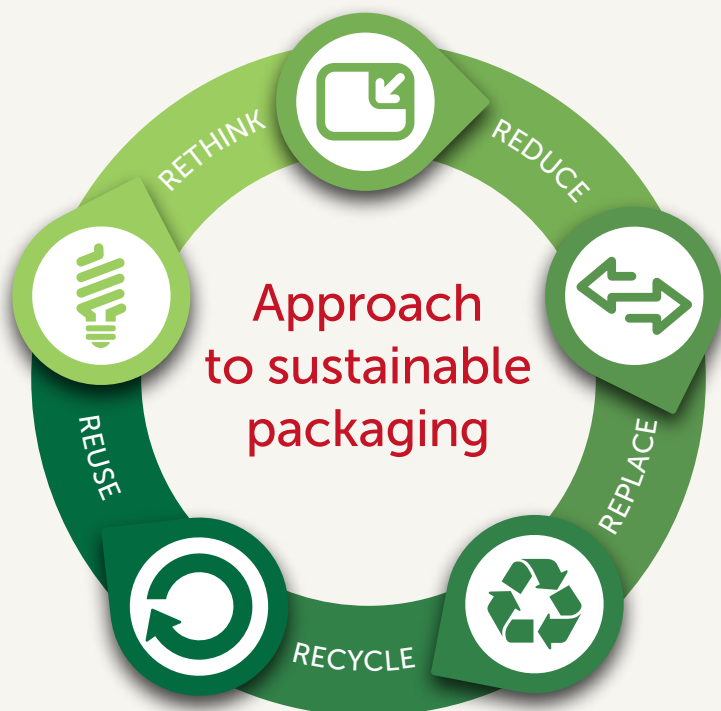 RETHINK
REDUCE
Approach
to sustainable
packaging
REUSE
REPLACE
RECYCLE